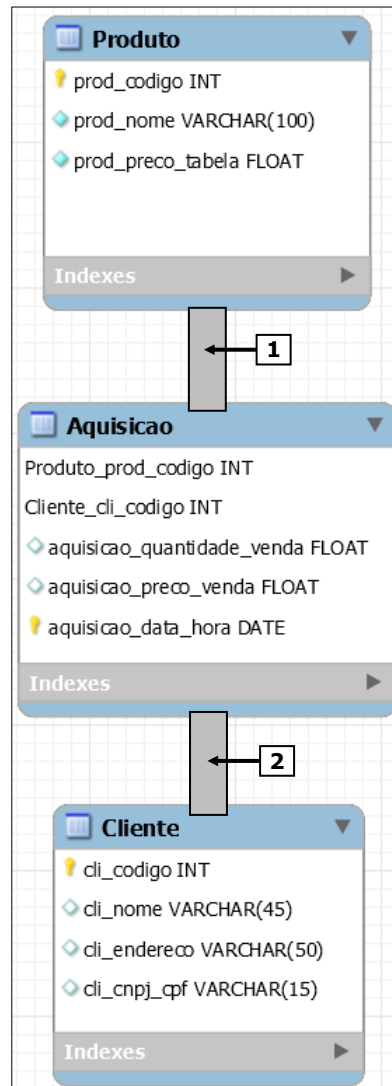 Produto
prod_codigo INT
prod_nome VARCHAR(100)
prod_preco_tabela FLOAT
Indexes
1
Aquisicao
Produto_prod_codigo INT
Cliente_cli_codigo INT
aquisicao_quantidade_venda FLOAT
aquisicao_preco_venda FLOAT
aquisicao_data_hora DATE
Indexes
2
Cliente
cli_codigo INT
cli_nome VARCHAR(45)
cli_endereco VARCHAR(50)
cli_cnpj_cpf VARCHAR(15)
Indexes